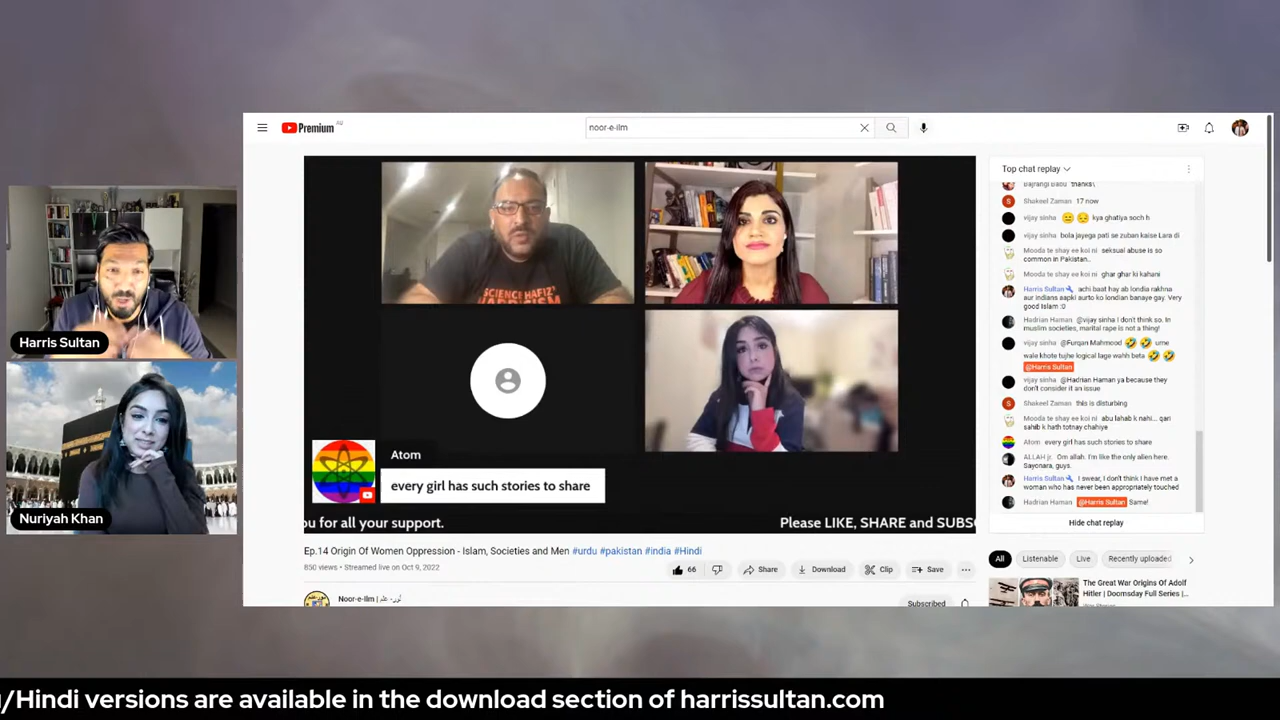 Premium AU
noor-e-ilm
Harris Sultan
Nuriyah Khan
SCIENCE HAFIZ'
Atom
every girl has such stories to share
ou for all your support.
Please LIKE, SHARE and SUBSC
Ep.14 Origin Of Women Oppression - Islam, Societies and Men #urdu #pakistan #india #Hindi
850 views • Streamed live on Oct 9, 2022
66
Share
Download
Clip
Save
Noor-e-Ilm | نور- علم
Subscribed
Top chat replay
Bajrangi Babu thanks\
S Shakeel Zaman 17 now
vijay sinha 😑 😔 kya ghatiya soch h
vijay sinha bola jayega pati se zuban kaise Lara di
Mooda te shay ee koi ni seksual abuse is so
common in Pakistan..
Mooda te shay ee koi ni ghar ghar ki kahani
Harris Sultan achi baat hay ab londia rakhna
aur indians aapki aurto ko londian banaye gay. Very
good Islam :D
Hadrian Haman @vijay sinha I don't think so. In
muslim societies, marital rape is not a thing!
vijay sinha @Furqan Mahmood 🤣 🤣 urne
wale khote tujhe logical lage wahh beta 🤣 🤣
@Harris Sultan
vijay sinha @Hadrian Haman ya because they
don't consider it an issue
S Shakeel Zaman this is disturbing
Mooda te shay ee koi ni abu lahab k nahi... qari
sahib k hath totnay chahiye
Atom every girl has such stories to share
ALLAH jr. Om allah. I'm like the only alien here.
Sayonara, guys.
Harris Sultan I swear, I don't think I have met a
woman who has never been appropriately touched
Hadrian Haman @Harris Sultan Same!
Hide chat replay
All
Listenable
Live
Recently uploaded
The Great War Origins Of Adolf
Hitler | Doomsday Full Series |...
/Hindi versions are available in the download section of harrissultan.com